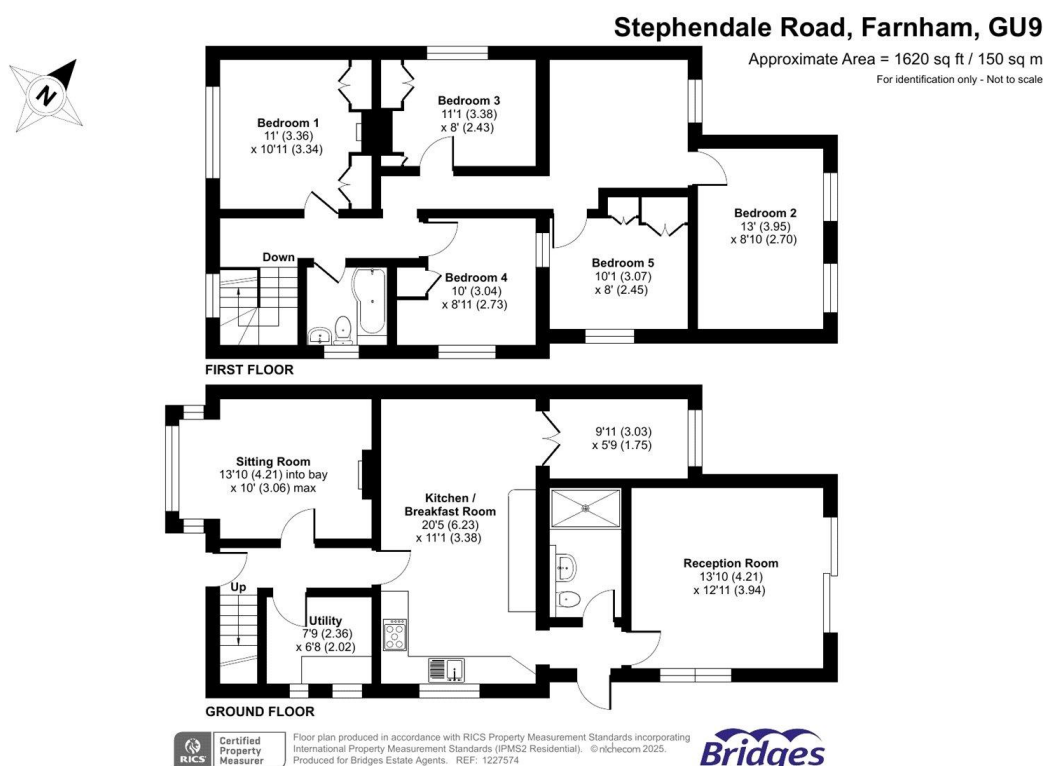 Stephendale Road, Farnham, GU9
Approximate Area = 1620 sq ft / 150 sq m
For identification only - Not to scale
N
Bedroom 1
11' (3.36)
x 10'11 (3.34)
Bedroom 3
11'1 (3.38)
x 8' (2.43)
Bedroom 2
13' (3.95)
x 8'10 (2.70)
Down
Bedroom 4
10' (3.04)
x 8'11 (2.73)
Bedroom 5
10'1 (3.07)
x 8' (2.45)
FIRST FLOOR
Sitting Room
13'10 (4.21) into bay
x 10' (3.06) max
9'11 (3.03)
x 5'9 (1.75)
Kitchen /
Breakfast Room
20'5 (6.23)
x 11'1 (3.38)
Reception Room
13'10 (4.21)
x 12'11 (3.94)
Up
Utility
7'9 (2.36)
x 6'8 (2.02)
GROUND FLOOR
RICS
Certified
Property
Measurer
Floor plan produced in accordance with RICS Property Measurement Standards incorporating
International Property Measurement Standards (IPMS2 Residential). © nichecom 2025.
Produced for Bridges Estate Agents. REF: 1227574
Bridges